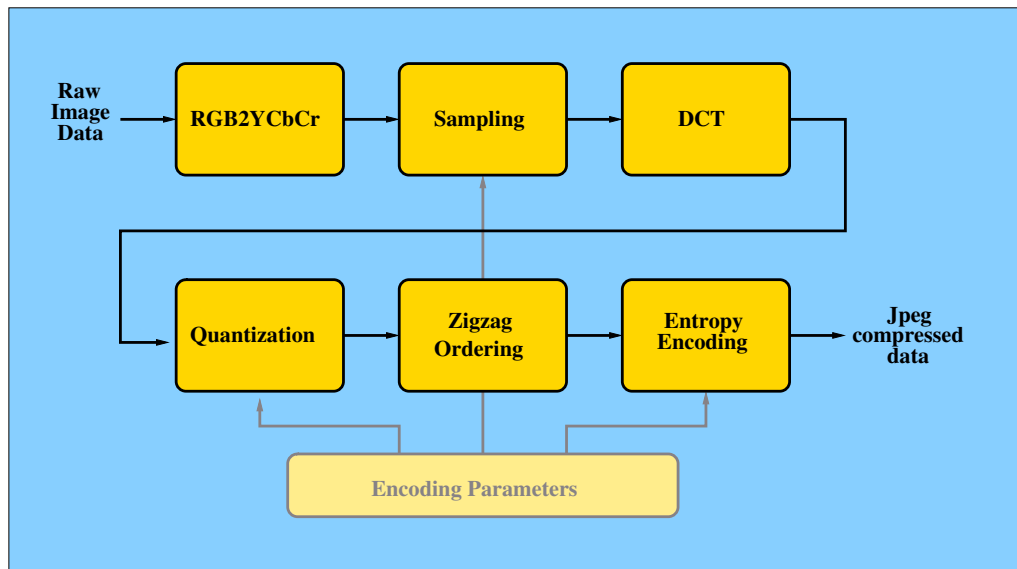 Raw
Image
Data
RGB2YCbCr
Sampling
DCT
Quantization
Zigzag
Ordering
Entropy
Encoding
Jpeg
compressed
data
Encoding Parameters